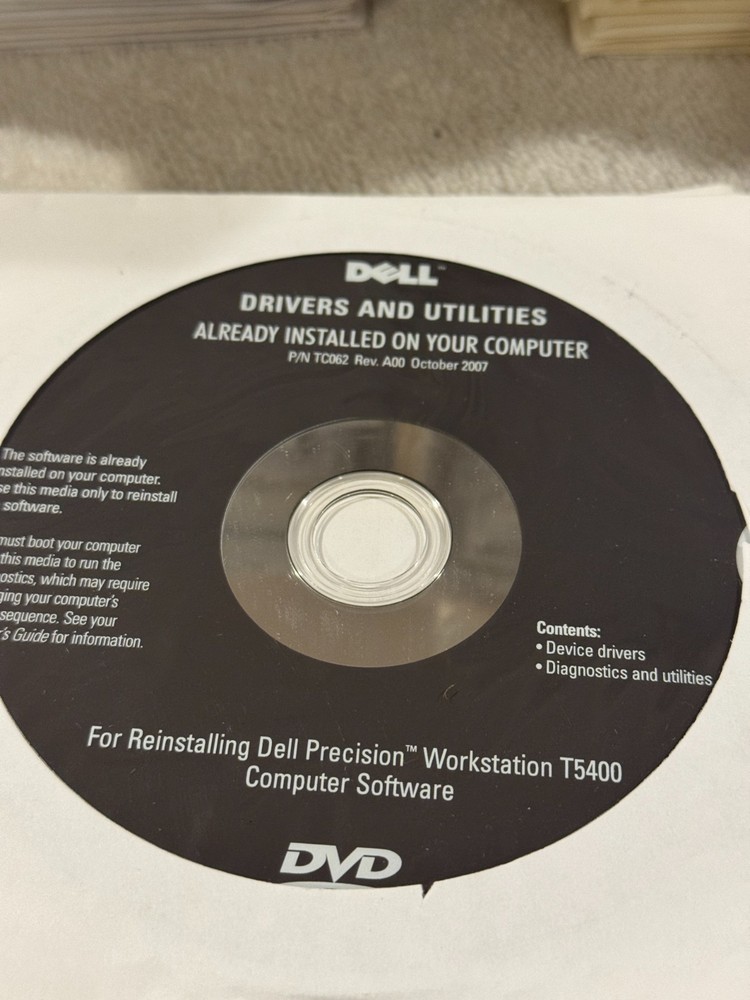 DELL™
DRIVERS AND UTILITIES
ALREADY INSTALLED ON YOUR COMPUTER
P/N TC062 Rev. A00 October 2007
The software is already
nstalled on your computer.
se this media only to reinstall
software.
must boot your computer
this media to run the
ostics, which may require
ging your computer's
sequence. See your
's Guide for information.
Contents:
• Device drivers
• Diagnostics and utilities
For Reinstalling Dell Precision™ Workstation T5400
Computer Software
DVD